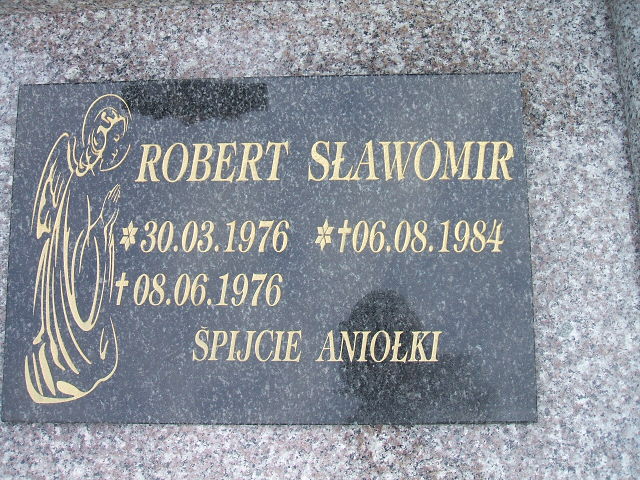 ROBERT SŁAWOMIR
*30.03.1976 *†06.08.1984
†08.06.1976
ŚPIJCIE ANIOŁKI